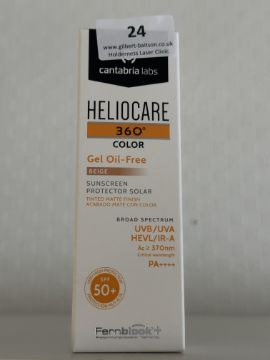 24
www.gilbert-baitson.co.uk
Holderness Laser Clinic
cantabria labs
HELIOCARE
360°
COLOR
Gel Oil-Free
BEIGE
SUNSCREEN
PROTECTOR SOLAR
TINTED MATTE FINISH
ACABADO MATE CON COLOR
BROAD SPECTRUM
UVB/UVA
HEVL/IR-A
λc ≥ 370nm
Critical wavelength
PA++++
SPF
50+
Fernblock+